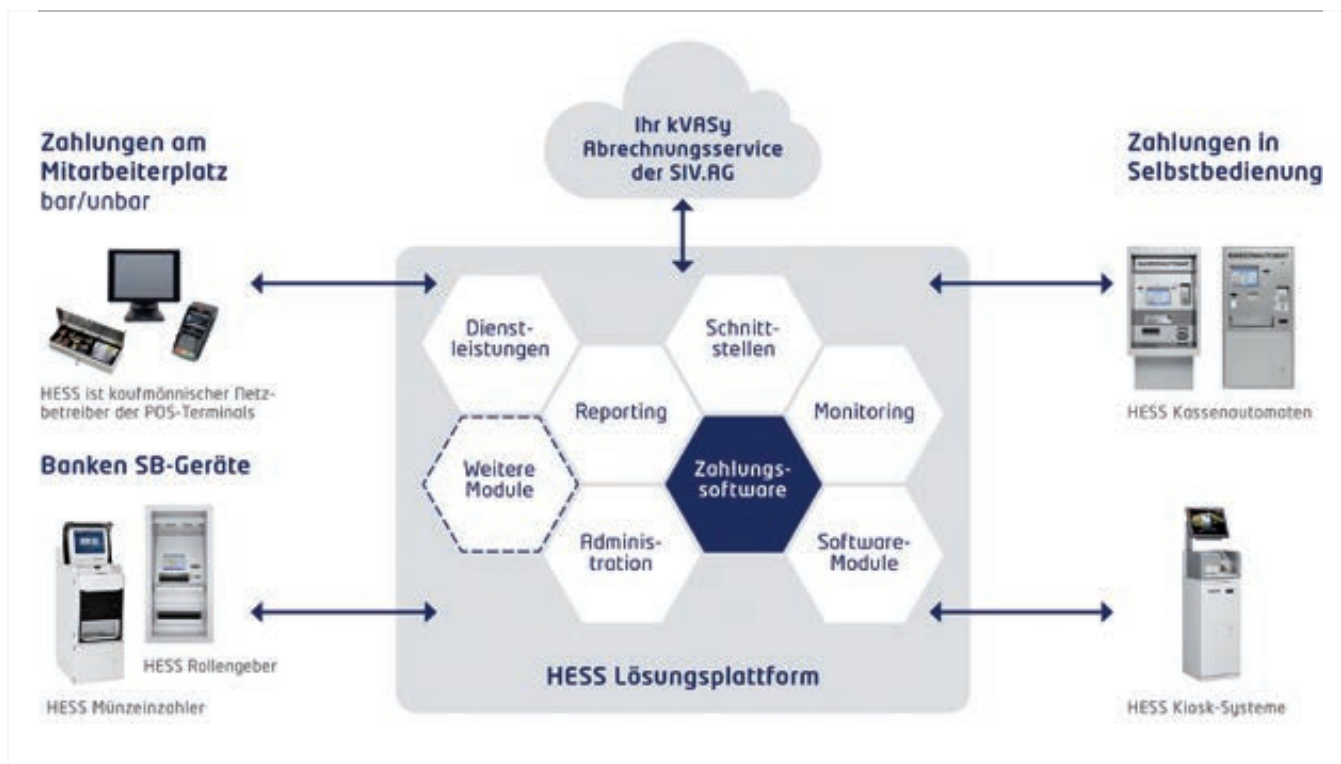 Ihr kVASy
Abrechnungsservice
der SIV.AG
Zahlungen am
Mitarbeiterplatz
bar/unbar
HESS ist kaufmännischer Netz-
betreiber der POS-Terminals
Banken SB-Geräte
HESS Rollengeber
HESS Münzeinzahler
Dienst-
leistungen
Schnitt-
stellen
Reporting
Monitoring
Weitere
Module
Zahlungs-
software
Adminis-
tration
Software-
Module
HESS Lösungsplattform
Zahlungen in
Selbstbedienung
KASSENAUTOMAT
KASSENAUTOMAT
HESS Kassenautomaten
HESS Kiosk-Systeme